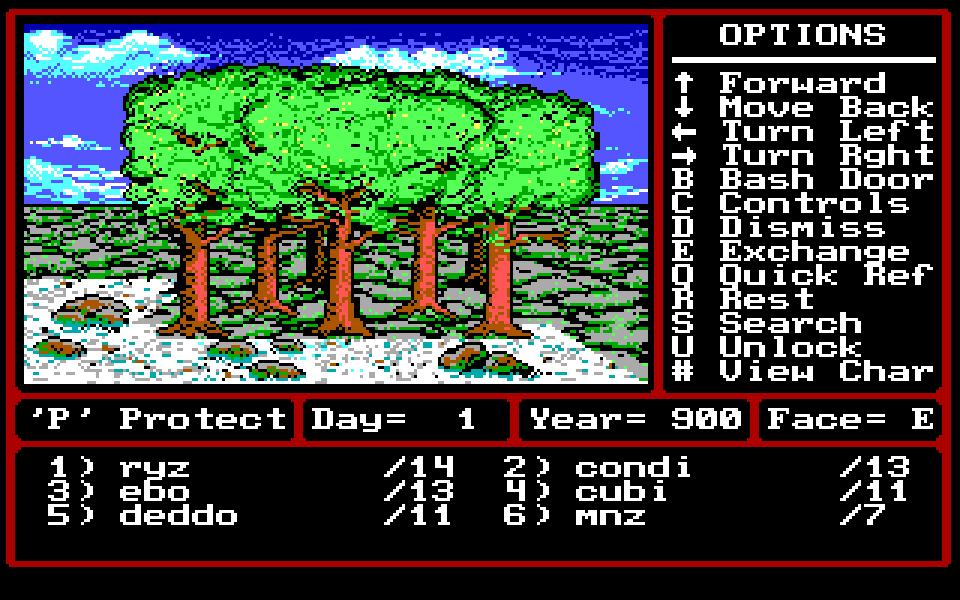 OPTIONS
↑ Forward
↓ Move Back
← Turn Left
→ Turn Rght
B Bash Door
C Controls
D Dismiss
E Exchange
Q Quick Ref
R Rest
S Search
U Unlock
# View Char
'P' Protect Day= 1 Year= 900 Face= E
1) ryz /14 2) condi /13
3) ebo /13 4) cubi /11
5) deddo /11 6) mnz /7